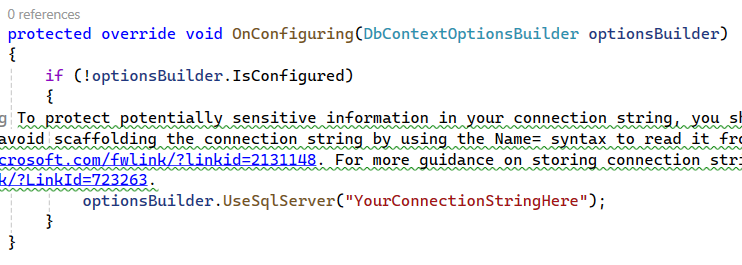 0 references
protected override void OnConfiguring(DbContextOptionsBuilder optionsBuilder)
{
if (!optionsBuilder.IsConfigured)
{
g To protect potentially sensitive information in your connection string, you sh
avoid scaffolding the connection string by using the Name= syntax to read it fro
crosoft.com/fwlink/?linkid=2131148. For more guidance on storing connection stri
k/?LinkId=723263.
optionsBuilder.UseSqlServer("YourConnectionStringHere");
}
}